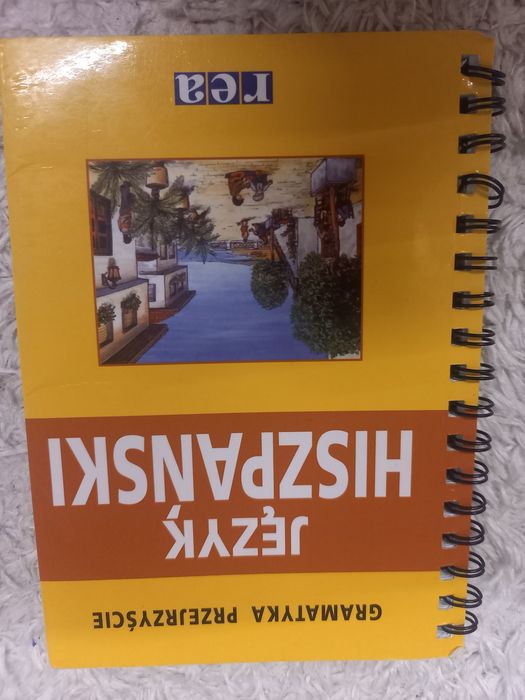 GRAMATYKA PRZEJRZYŚCIE
JĘZYK
HISZPAŃSKI
rea